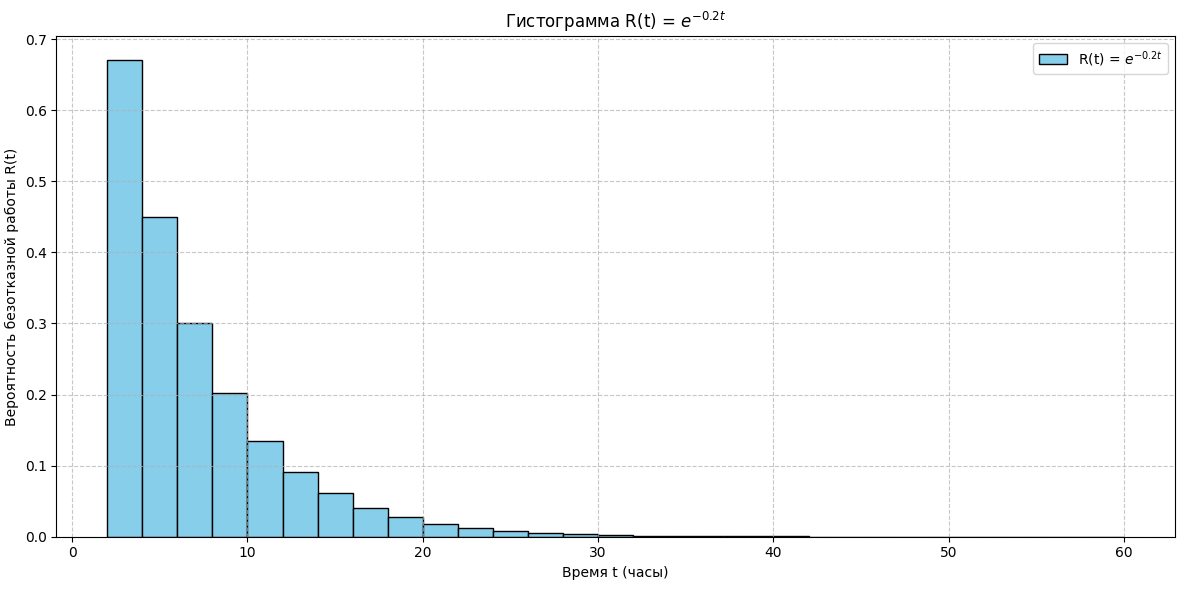 Гистограмма R(t) = e^{-0.2t}
R(t) = e^{-0.2t}
Вероятность безотказной работы R(t)
0.7
0.6
0.5
0.4
0.3
0.2
0.1
0.0
0 10 20 30 40 50 60
Время t (часы)